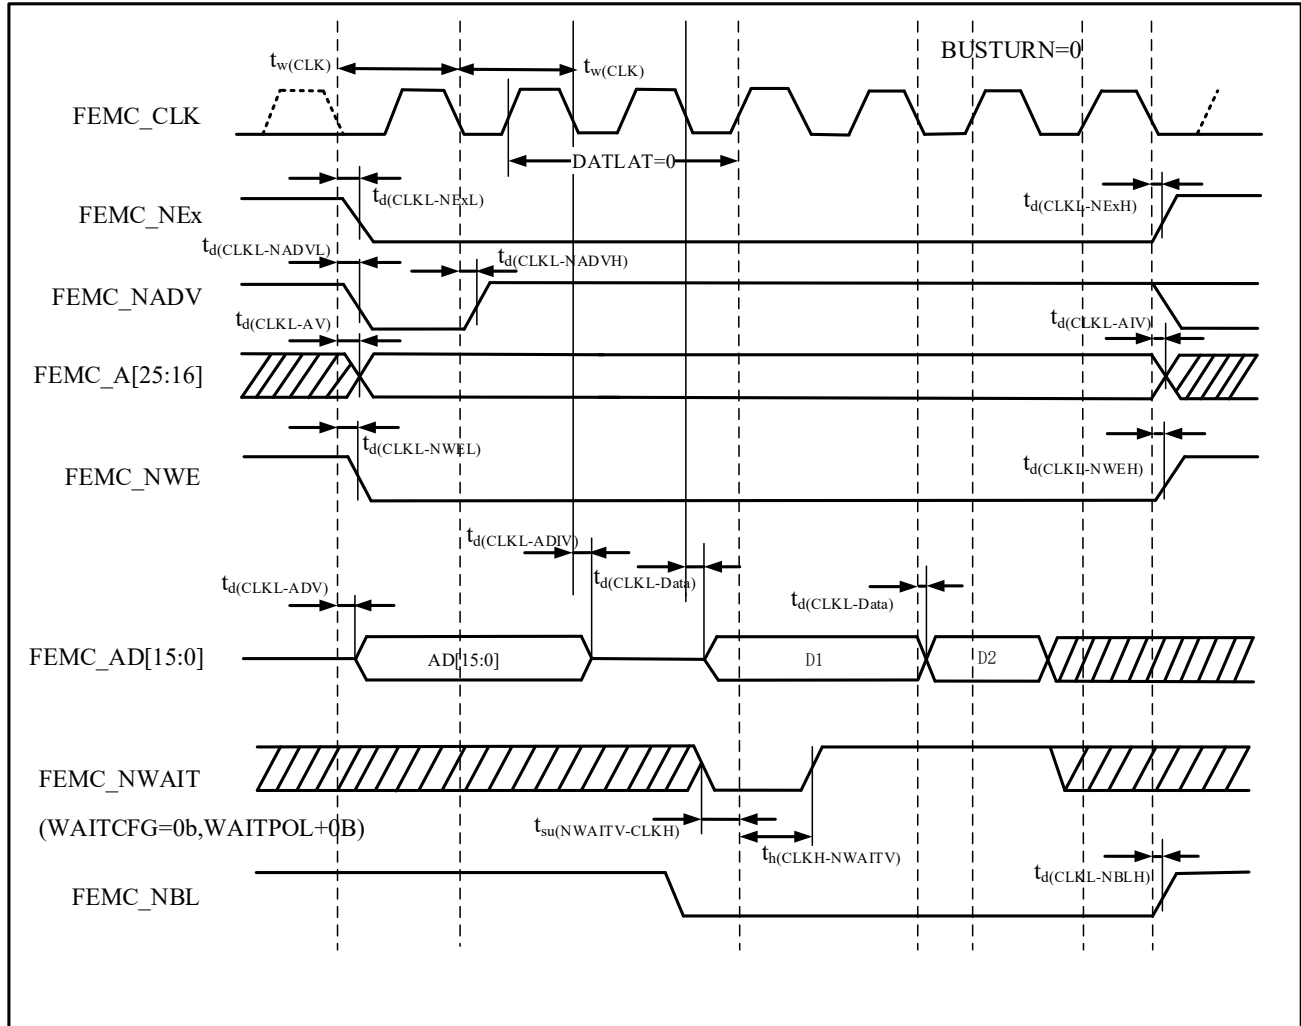 BUSTURN=0
tw(CLK)
tw(CLK)
FEMC_CLK
DATLAT=0
td(CLKL-NExL)
td(CLKL-NExH)
FEMC_NEx
td(CLKL-NADVL)
td(CLKL-NADVH)
FEMC_NADV
td(CLKL-AV)
td(CLKL-AIV)
FEMC_A[25:16]
td(CLKL-NWEL)
td(CLKL-NWEH)
FEMC_NWE
td(CLKL-ADIV)
td(CLKL-ADV)
td(CLKL-Data)
td(CLKL-Data)
FEMC_AD[15:0]
AD[15:0]
D1
D2
FEMC_NWAIT
(WAITCFG=0b,WAITPOL+0B)
tsu(NWAITV-CLKH)
th(CLKH-NWAITV)
td(CLKL-NBLH)
FEMC_NBL